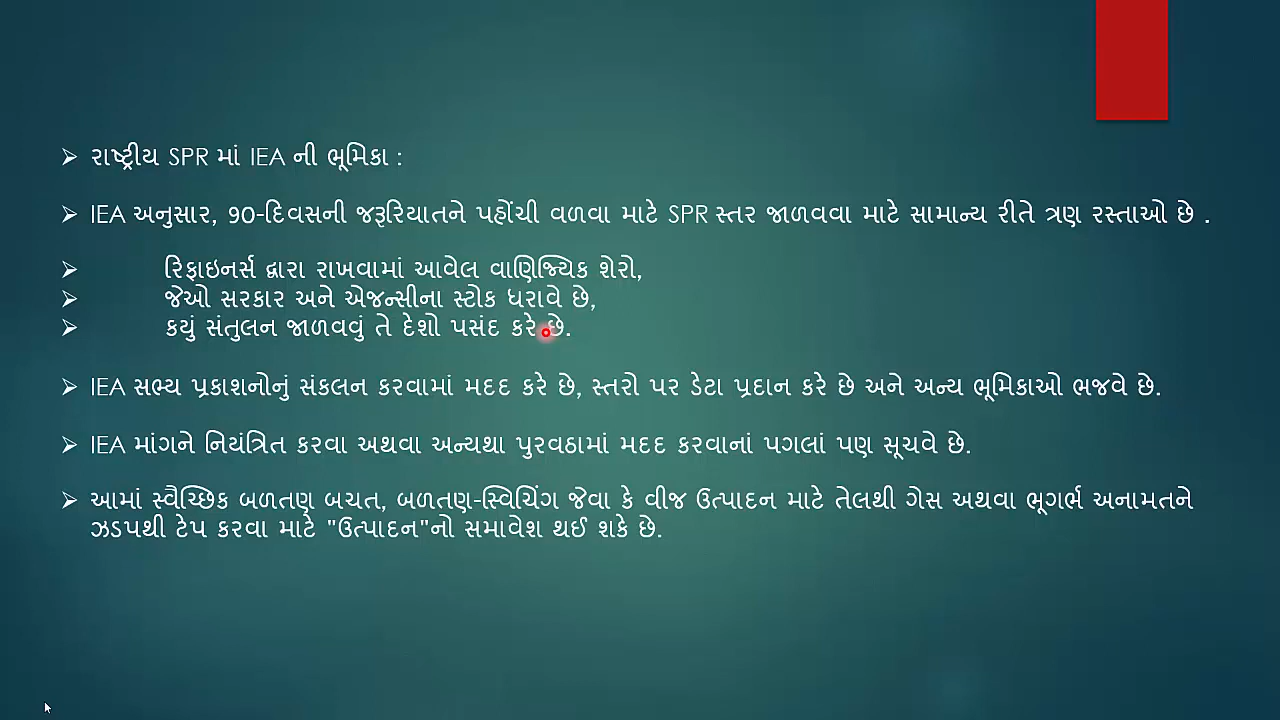 રાષ્ટ્રીય SPR માં IEA ની ભૂમિકા :
IEA અનુસાર, 90-દિવસની જરૂરિયાતને પહોંચી વળવા માટે SPR સ્તર જાળવવા માટે સામાન્ય રીતે ત્રણ રસ્તાઓ છે .
રિફાઇનર્સ દ્વારા રાખવામાં આવેલ વાણિજ્યિક શેરો,
જેઓ સરકાર અને એજન્સીના સ્ટોક ધરાવે છે,
કયું સંતુલન જાળવવું તે દેશો પસંદ કરે છે.
IEA સભ્ય પ્રકાશનોનું સંકલન કરવામાં મદદ કરે છે, સ્તરો પર ડેટા પ્રદાન કરે છે અને અન્ય ભૂમિકાઓ ભજવે છે.
IEA માંગને નિયંત્રિત કરવા અથવા અન્યથા પુરવઠામાં મદદ કરવાનાં પગલાં પણ સૂચવે છે.
આમાં સ્વૈચ્છિક બળતણ બચત, બળતણ-સ્વિચિંગ જેવા કે વીજ ઉત્પાદન માટે તેલથી ગેસ અથવા ભૂગર્ભ અનામતને
ઝડપથી ટેપ કરવા માટે "ઉત્પાદન"નો સમાવેશ થઈ શકે છે.